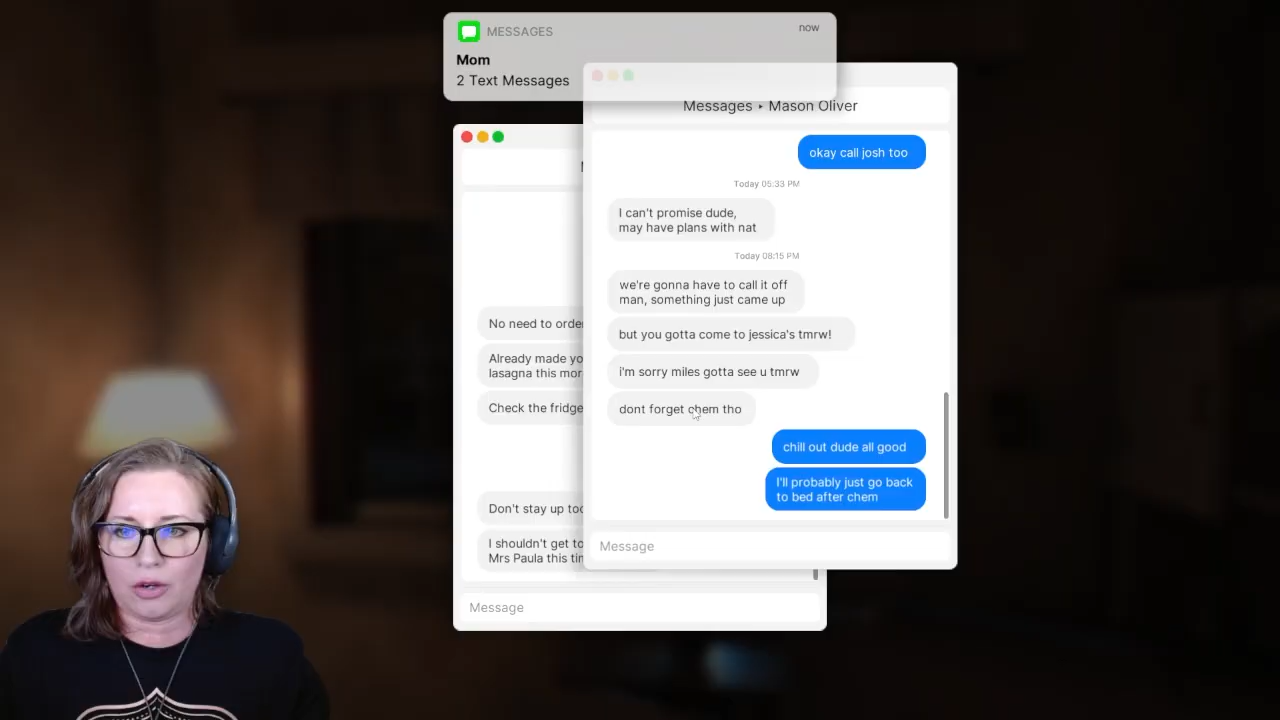 MESSAGES
now
Mom
2 Text Messages
Messages ‣ Mason Oliver
okay call josh too
Today 05:33 PM
I can't promise dude,
may have plans with nat
Today 08:15 PM
we're gonna have to call it off
man, something just came up
but you gotta come to jessica's tmrw!
i'm sorry miles gotta see u tmrw
dont forget chem tho
chill out dude all good
I'll probably just go back
to bed after chem
Message
No need to orde
Already made yo
lasagna this mor
Check the fridge
Don't stay up too
I shouldn't get to
Mrs Paula this ti
Message